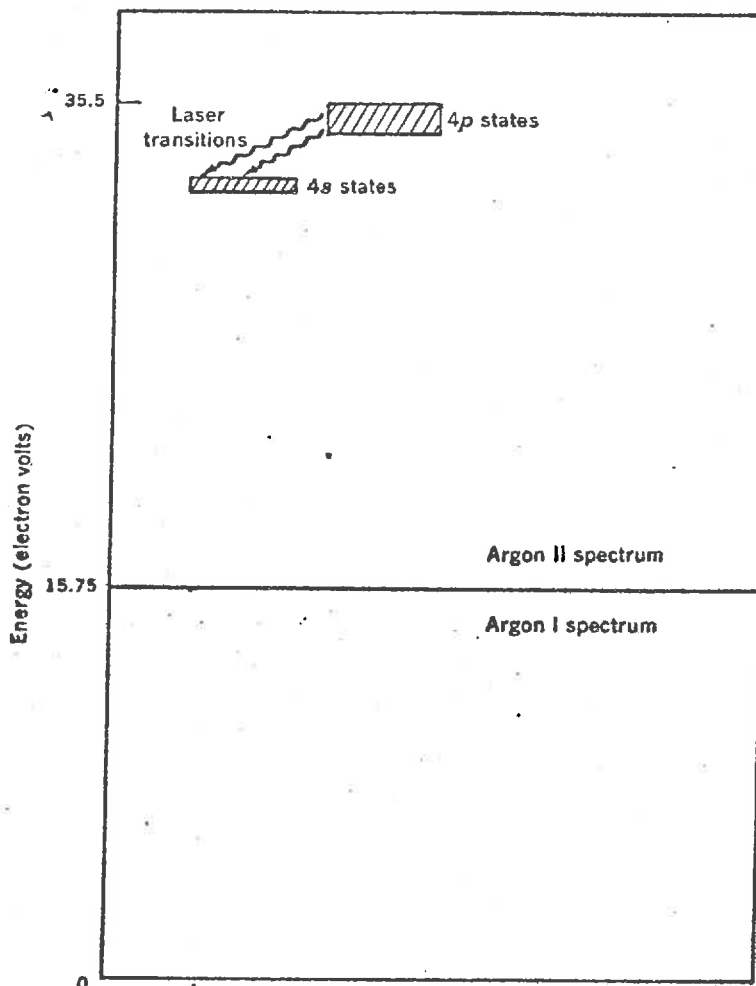 35.5
Laser
transitions
4p states
4s states
Energy (electron volts)
Argon II spectrum
15.75
Argon I spectrum
0